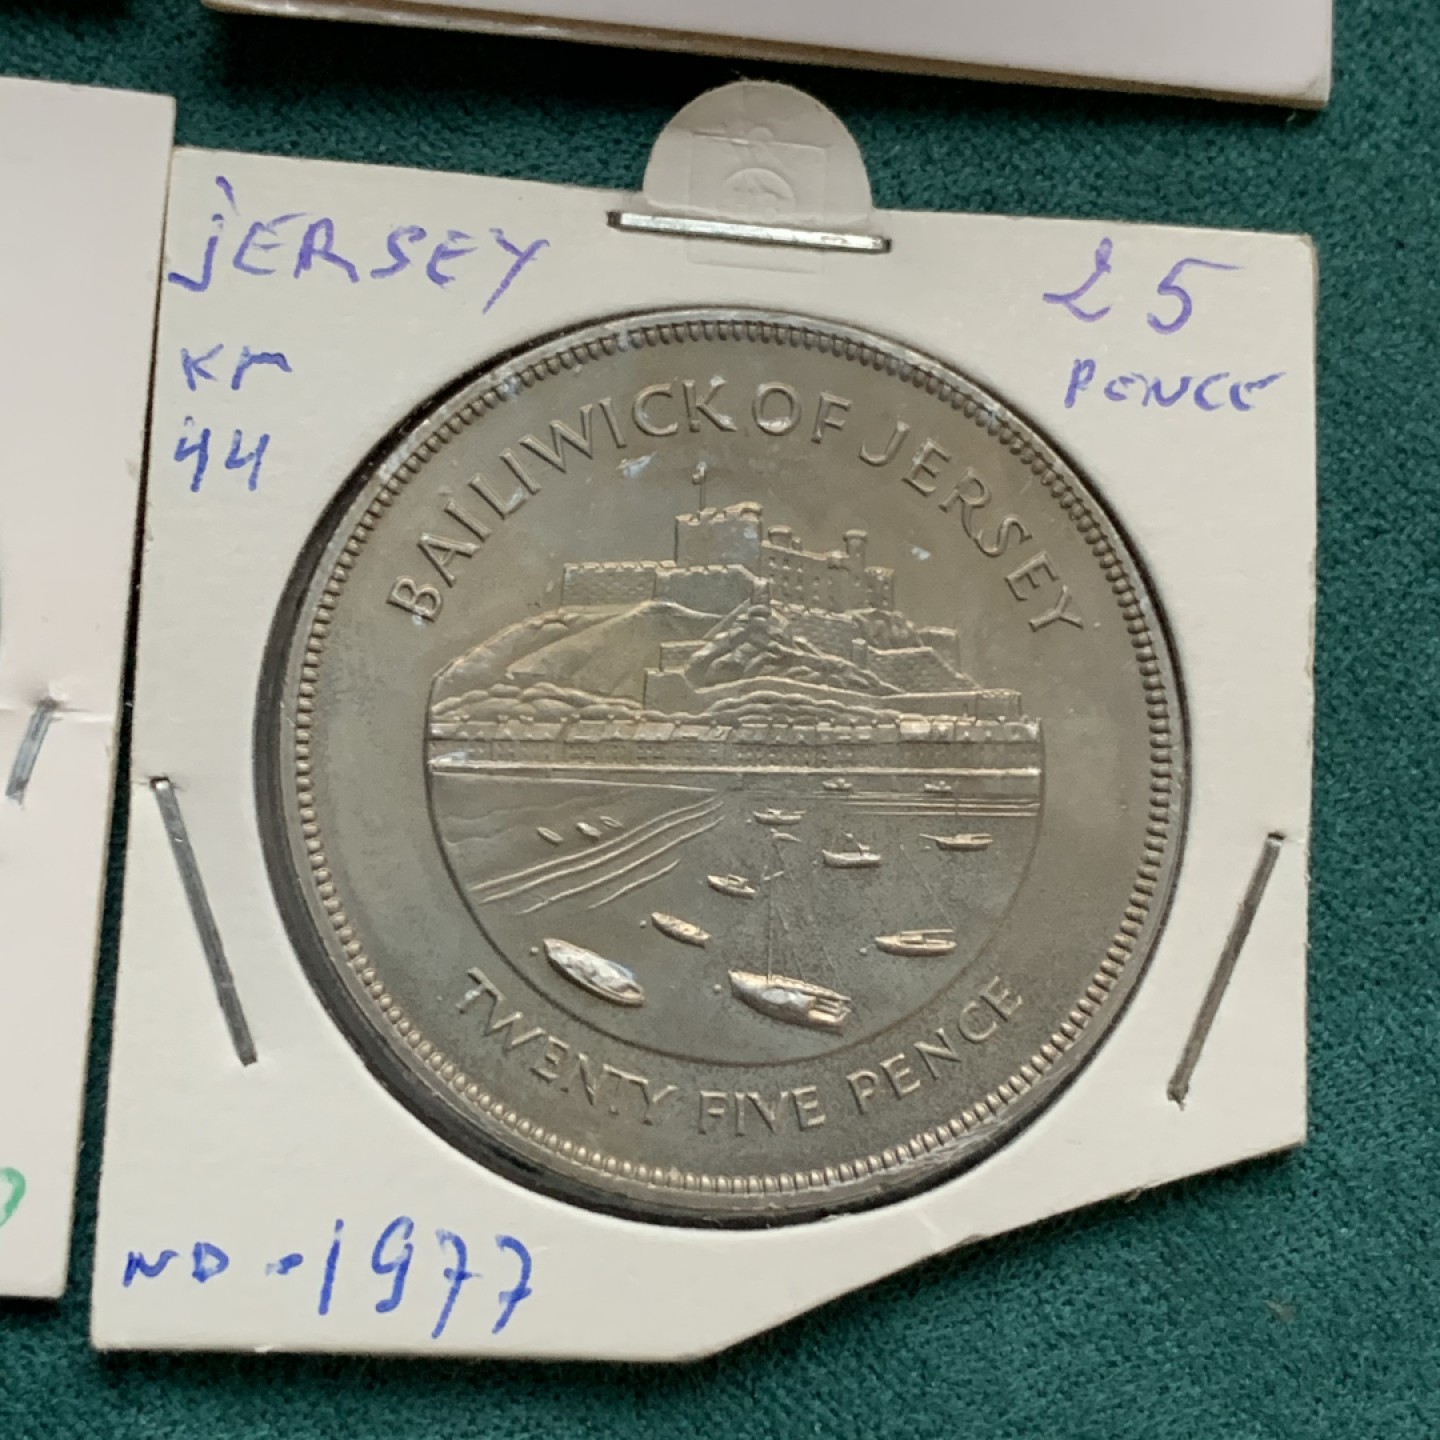 jERSEY
25
PENCE
KM
44
BAILIWICK OF JERSEY
TWENTY FIVE PENCE
ND - 1977